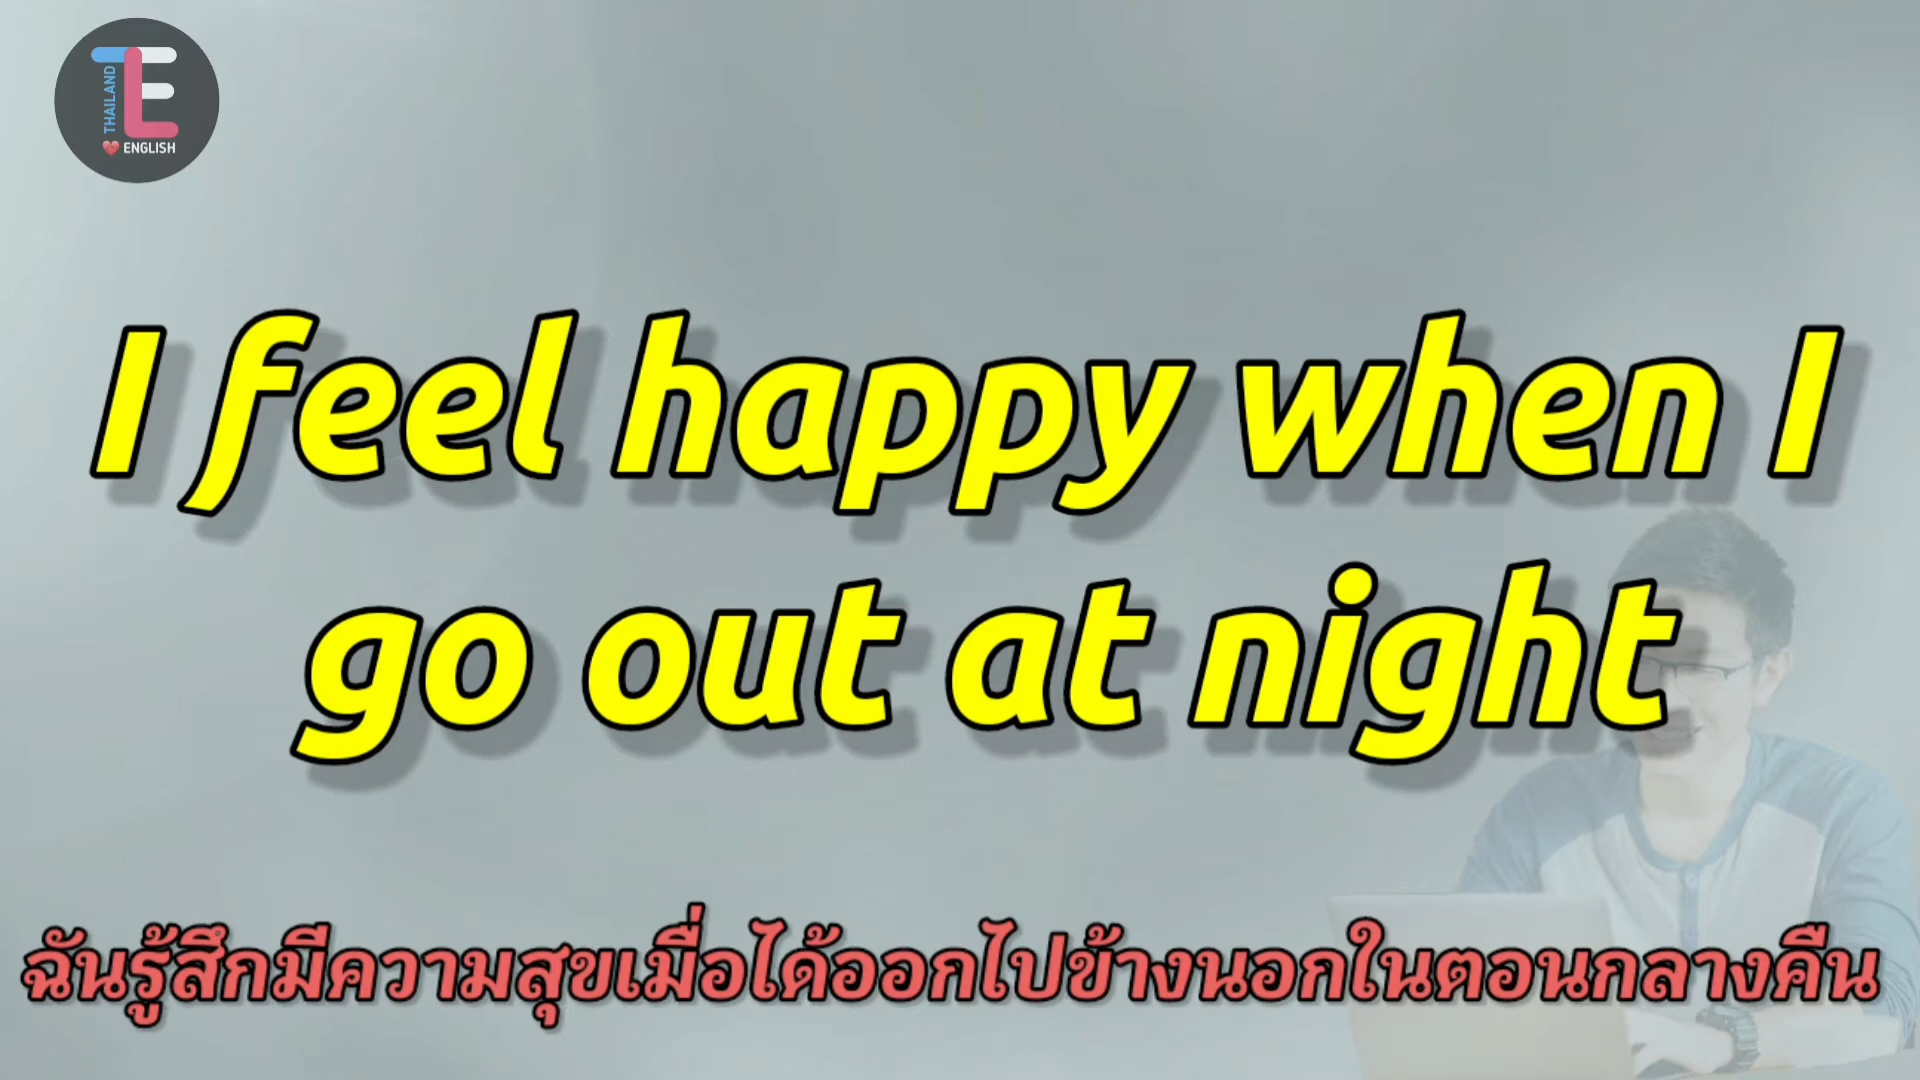 TE
THAILAND
ENGLISH
I feel happy when I
go out at night
ฉันรู้สึกมีความสุขเมื่อได้ออกไปข้างนอกในตอนกลางคืน